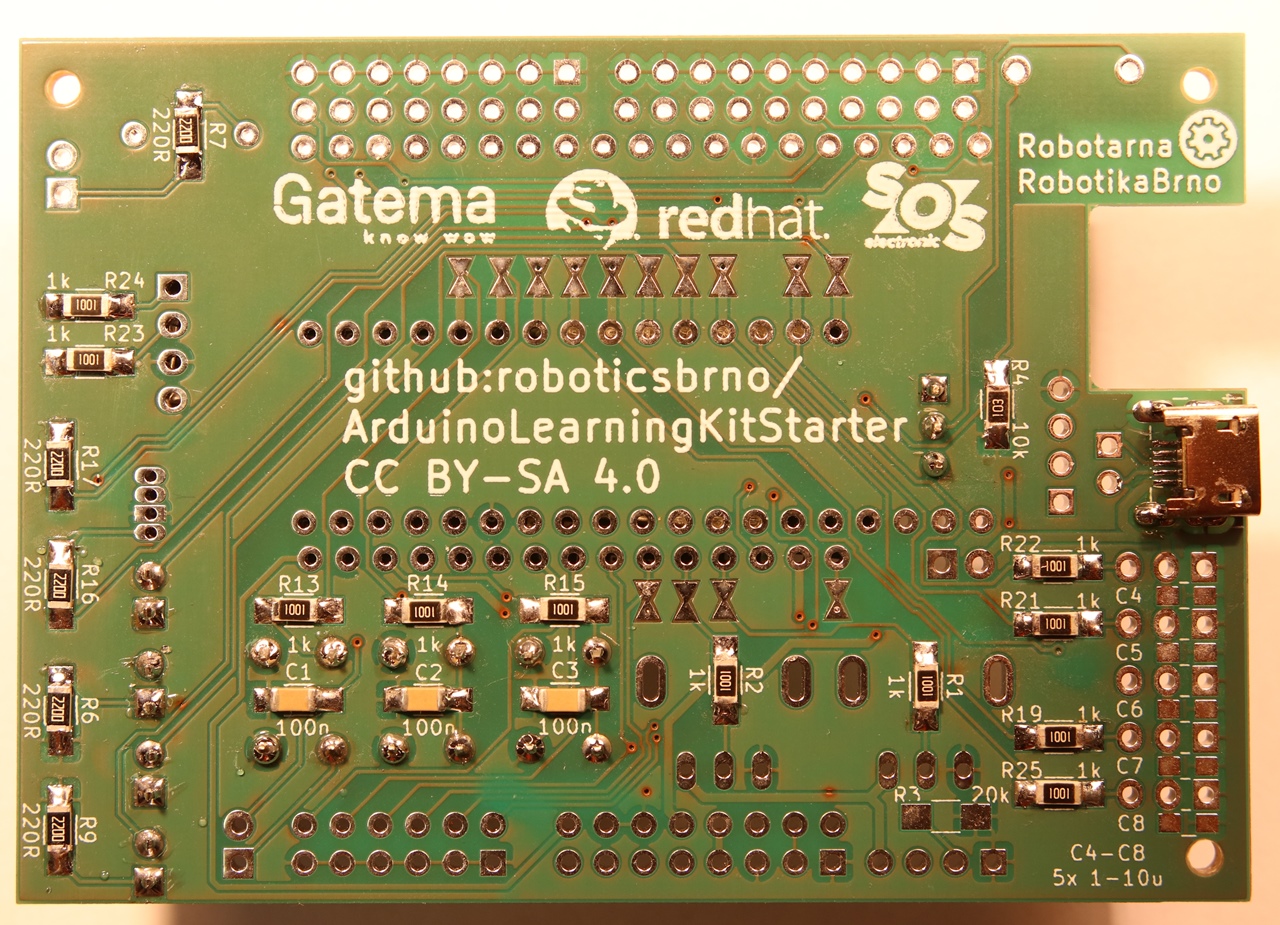 Robotarna
RobotikaBrno
R7
220R
2200
Gatema
know wow
redhat.
SOS
electronic
1k R24
1001
1k R23
1001
github:roboticsbrno/
ArduinoLearningKitStarter
CC BY-SA 4.0
R4
10k
103
R17
220R
2200
R16
220R
2200
R6
220R
2200
R9
220R
2200
R13 R14 R15
1001 1001 1001
1k 1k 1k
C1 C2 C3
100n 100n 100n
R2
1k
1001
R1
1k
1001
R22 1k
1001
R21 1k
1001
R19 1k
1001
R25 1k
1001
R3 20k
C4
C5
C6
C7
C8
C4-C8
5x 1-10u